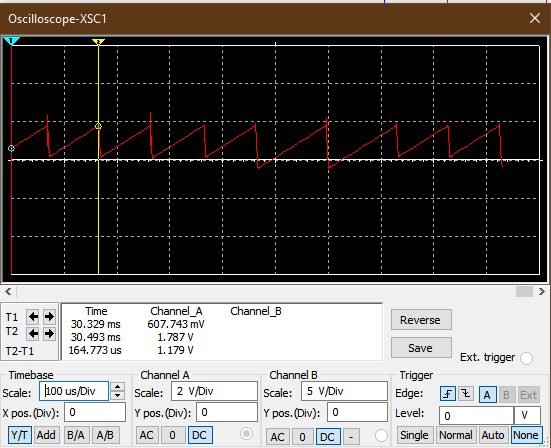 Oscilloscope-XSC1
1 2
T1
T2
T2-T1
Time Channel_A Channel_B
30.329 ms 607.743 mV
30.493 ms 1.787 V
164.773 us 1.179 V
Reverse
Save
Ext. trigger
Timebase
Scale: 100 us/Div
X pos.(Div): 0
Y/T Add B/A A/B
Channel A
Scale: 2 V/Div
Y pos.(Div): 0
AC 0 DC
Channel B
Scale: 5 V/Div
Y pos.(Div): 0
AC 0 DC -
Trigger
Edge: A B Ext
Level: 0 V
Single Normal Auto None